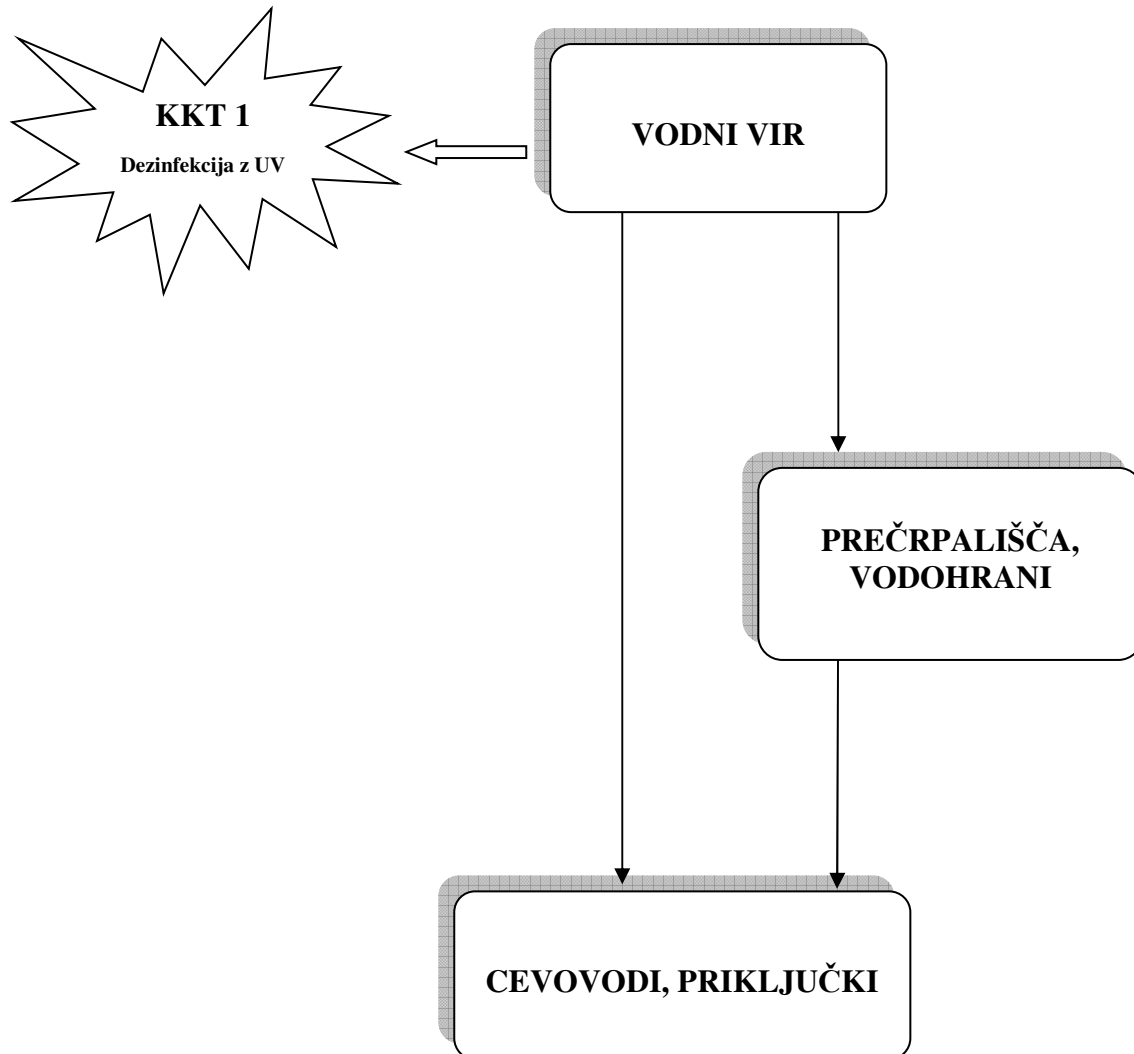 KKT 1
Dezinfekcija z UV
VODNI VIR
PREČRPALIŠČA,
VODOHRANI
CEVOVODI, PRIKLJUČKI